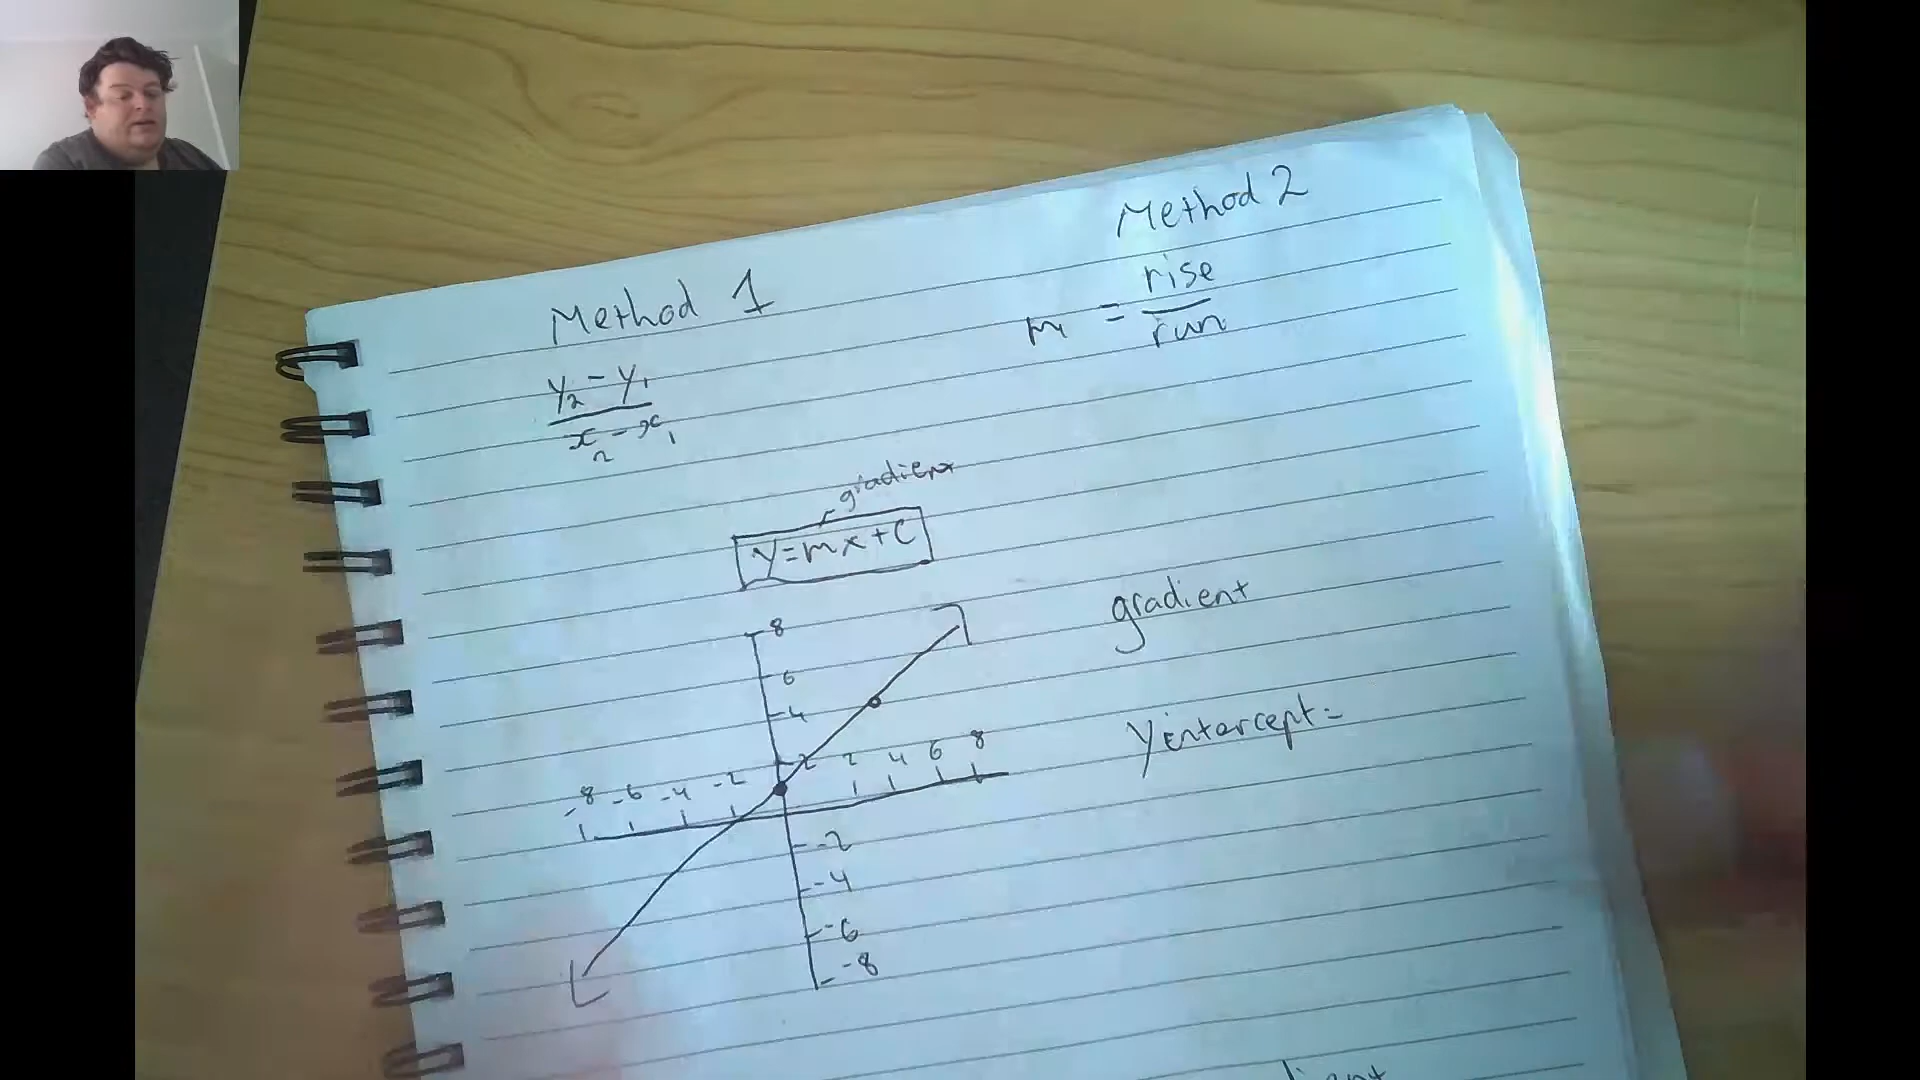 Method 1
Method 2
m = rise
run
y₂ - y₁
x₂ - x₁
gradient
y=mx+c
gradient
y intercept=
8
6
4
2
-8 -6 -4 -2 2 4 6 8
-2
-4
-6
-8